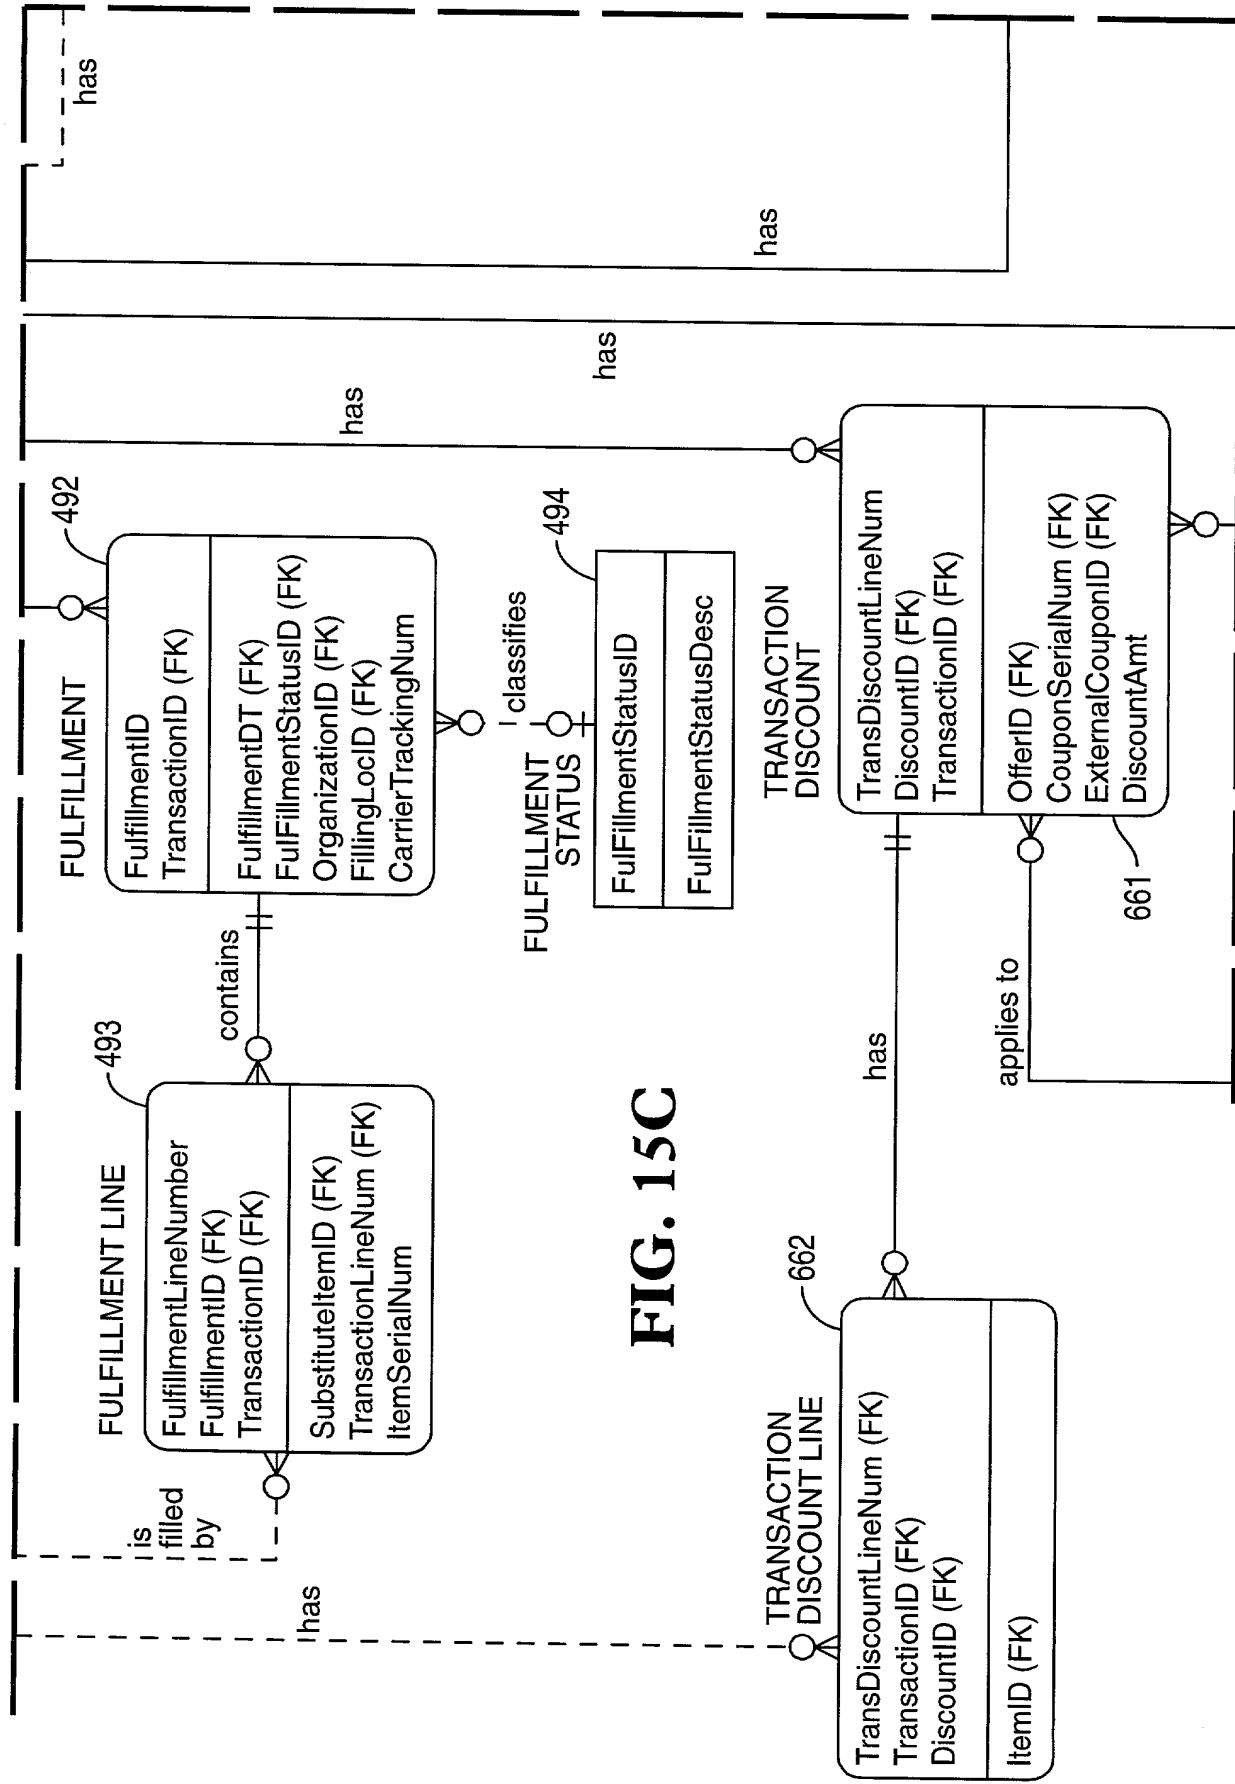 has
has
has
has
FULFILLMENT
492
FulfillmentID
TransactionID (FK)
FulfillmentDT (FK)
FulFillmentStatusID (FK)
OrganizationID (FK)
FillingLocID (FK)
CarrierTrackingNum
contains
FULFILLMENT LINE
493
FulfillmentLineNumber
FulfillmentID (FK)
TransactionID (FK)
SubstituteItemID (FK)
TransactionLineNum (FK)
ItemSerialNum
is
filled
by
has
classifies
FULFILLMENT
STATUS
494
FulFillmentStatusID
FulFillmentStatusDesc
FIG. 15C
TRANSACTION
DISCOUNT
TransDiscountLineNum
DiscountID (FK)
TransactionID (FK)
OfferID (FK)
CouponSerialNum (FK)
ExternalCouponID (FK)
DiscountAmt
661
has
applies to
TRANSACTION
DISCOUNT LINE
662
TransDiscountLineNum (FK)
TransactionID (FK)
DiscountID (FK)
ItemID (FK)